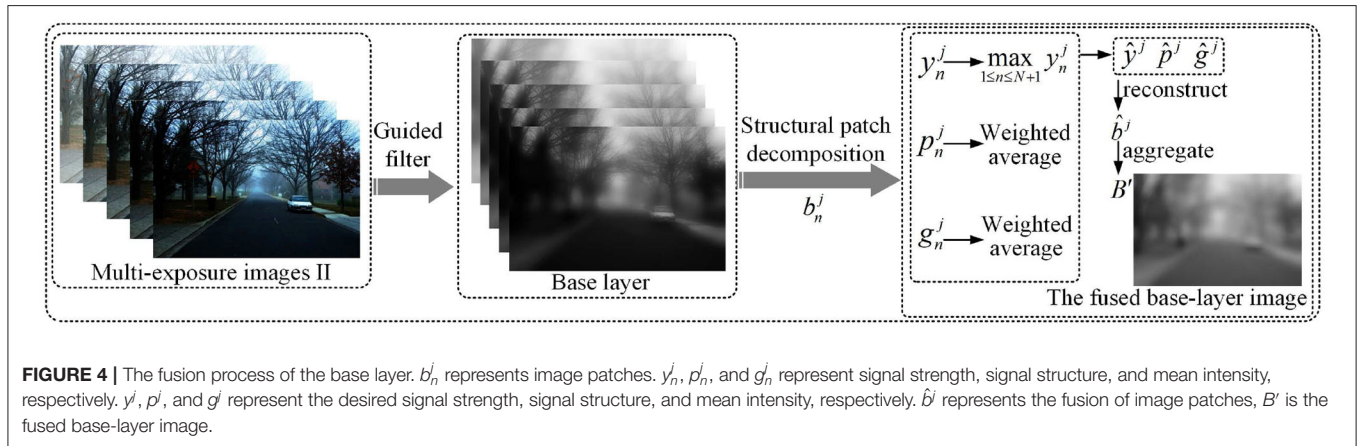 Multi-exposure images II
Guided
filter
Base layer
Structural patch
decomposition
b_n^j
y_n^j → max_{1≤n≤N+1} y_n^j → ŷ^j p̂^j ĝ^j
reconstruct
b̂^j
aggregate
B'
p_n^j → Weighted
average
g_n^j → Weighted
average
The fused base-layer image
FIGURE 4 | The fusion process of the base layer. b_n^j represents image patches. y_n^j, p_n^j, and g_n^j represent signal strength, signal structure, and mean intensity,
respectively. y^j, p^j, and g^j represent the desired signal strength, signal structure, and mean intensity, respectively. b̂^j represents the fusion of image patches, B′ is the
fused base-layer image.